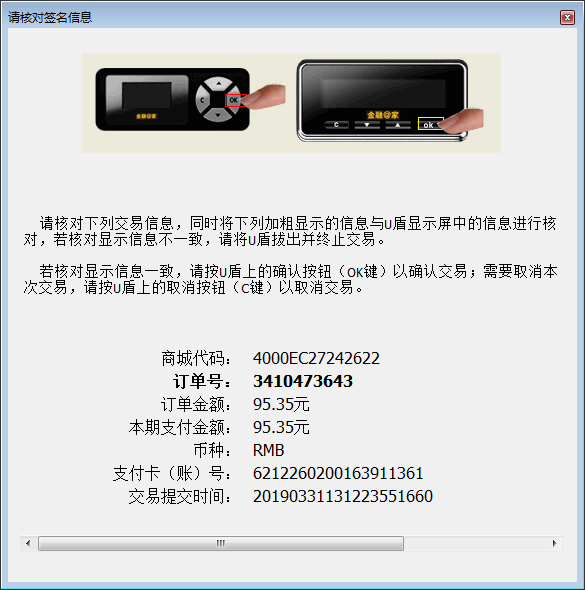 请核对签名信息
金融@家
C
OK
金融@家
C
ok
请核对下列交易信息，同时将下列加粗显示的信息与U盾显示屏中的信息进行核
对，若核对显示信息不一致，请将U盾拔出并终止交易。
若核对显示信息一致，请按U盾上的确认按钮（OK键）以确认交易；需要取消本
次交易，请按U盾上的取消按钮（C键）以取消交易。
商城代码： 4000EC27242622
订单号： 3410473643
订单金额： 95.35元
本期支付金额： 95.35元
币种： RMB
支付卡（账）号： 6212260200163911361
交易提交时间： 20190331131223551660